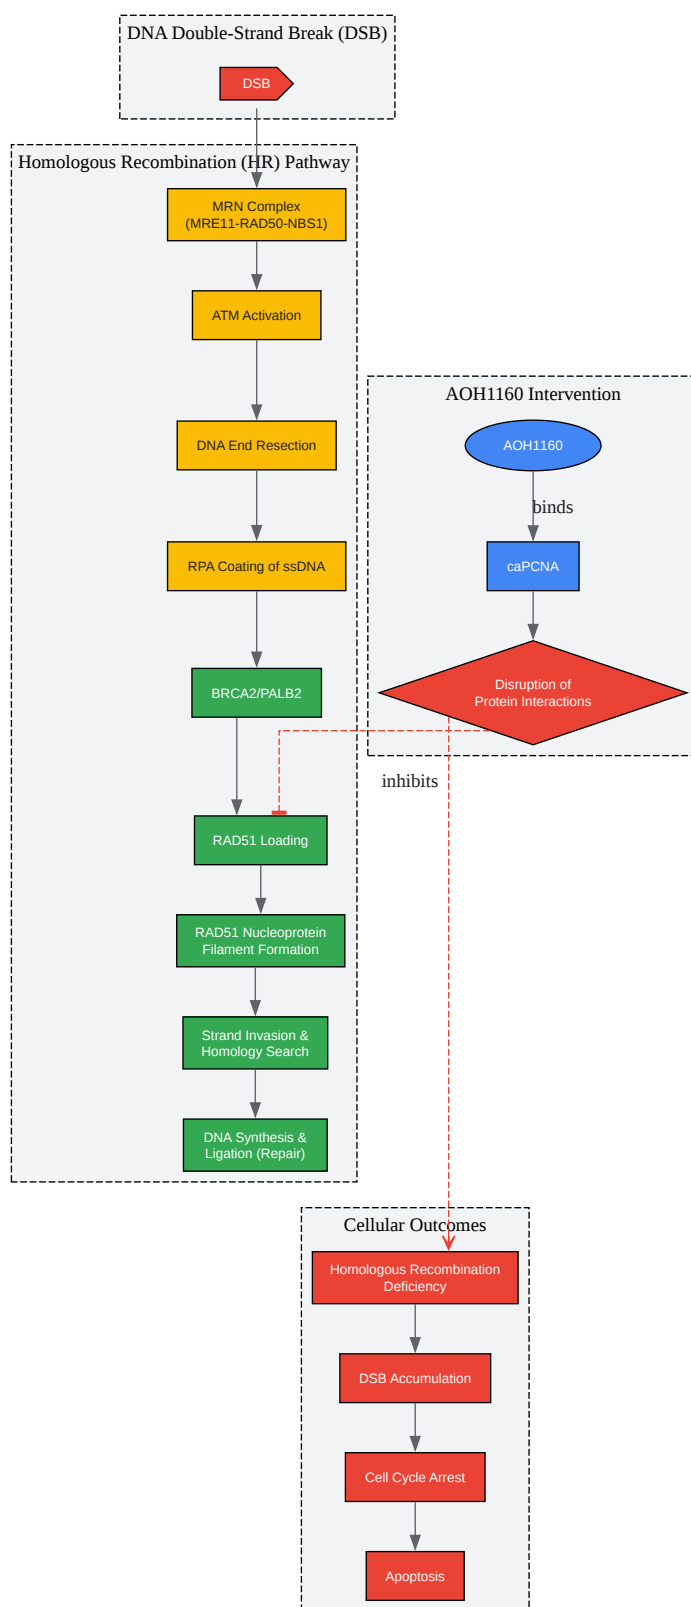 DNA Double-Strand Break (DSB)
DSB
Homologous Recombination (HR) Pathway
MRN Complex
(MRE11-RAD50-NBS1)
ATM Activation
DNA End Resection
RPA Coating of ssDNA
BRCA2/PALB2
RAD51 Loading
RAD51 Nucleoprotein
Filament Formation
Strand Invasion &
Homology Search
DNA Synthesis &
Ligation (Repair)
AOH1160 Intervention
AOH1160
binds
caPCNA
Disruption of
Protein Interactions
inhibits
Cellular Outcomes
Homologous Recombination
Deficiency
DSB Accumulation
Cell Cycle Arrest
Apoptosis